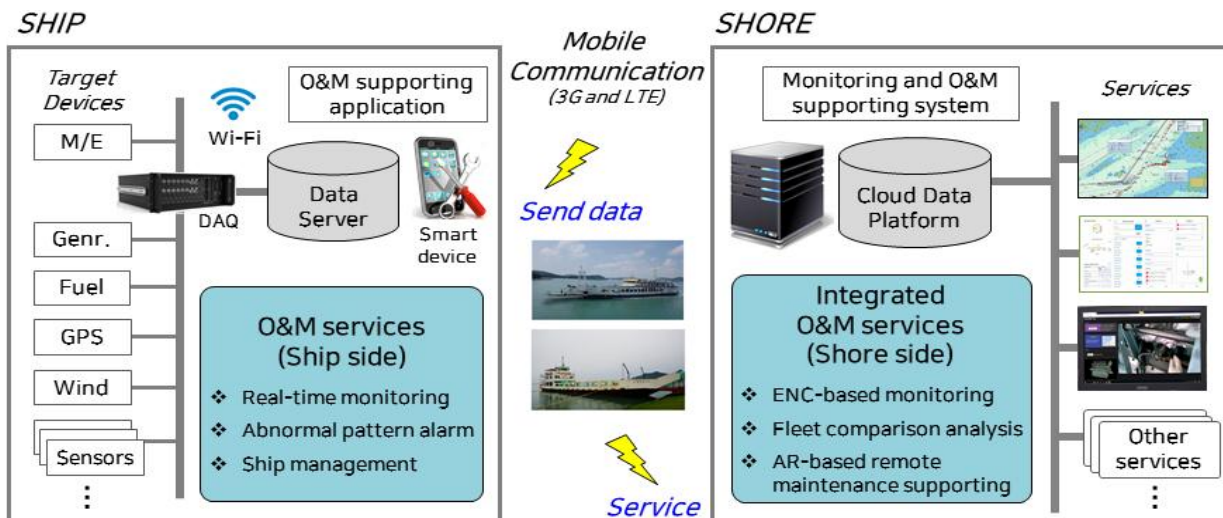 SHIP
Target
Devices
M/E
Genr.
Fuel
GPS
Wind
Sensors
Wi-Fi
DAQ
O&M supporting
application
Data
Server
Smart
device
O&M services
(Ship side)
❖ Real-time monitoring
❖ Abnormal pattern alarm
❖ Ship management
Mobile
Communication
(3G and LTE)
Send data
Service
SHORE
Monitoring and O&M
supporting system
Cloud Data
Platform
Integrated
O&M services
(Shore side)
❖ ENC-based monitoring
❖ Fleet comparison analysis
❖ AR-based remote
maintenance supporting
Services
Other
services